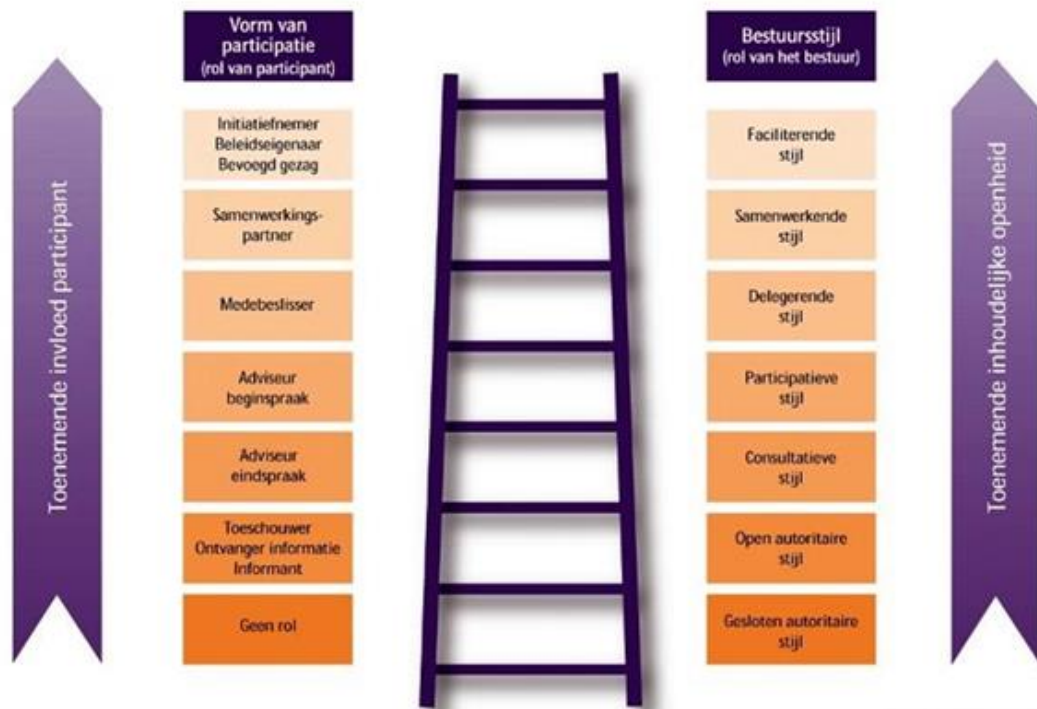 Vorm van
participatie
(rol van participant)
Bestuursstijl
(rol van het bestuur)
Toenemende invloed participant
Initiatiefnemer
Beleidseigenaar
Bevoegd gezag
Faciliterende
stijl
Samenwerkings-
partner
Samenwerkende
stijl
Medebeslisser
Delegerende
stijl
Adviseur
beginspraak
Participatieve
stijl
Adviseur
eindspraak
Consultatieve
stijl
Toeschouwer
Ontvanger informatie
Informant
Open autoritaire
stijl
Geen rol
Gesloten autoritaire
stijl
Toenemende inhoudelijke openheid